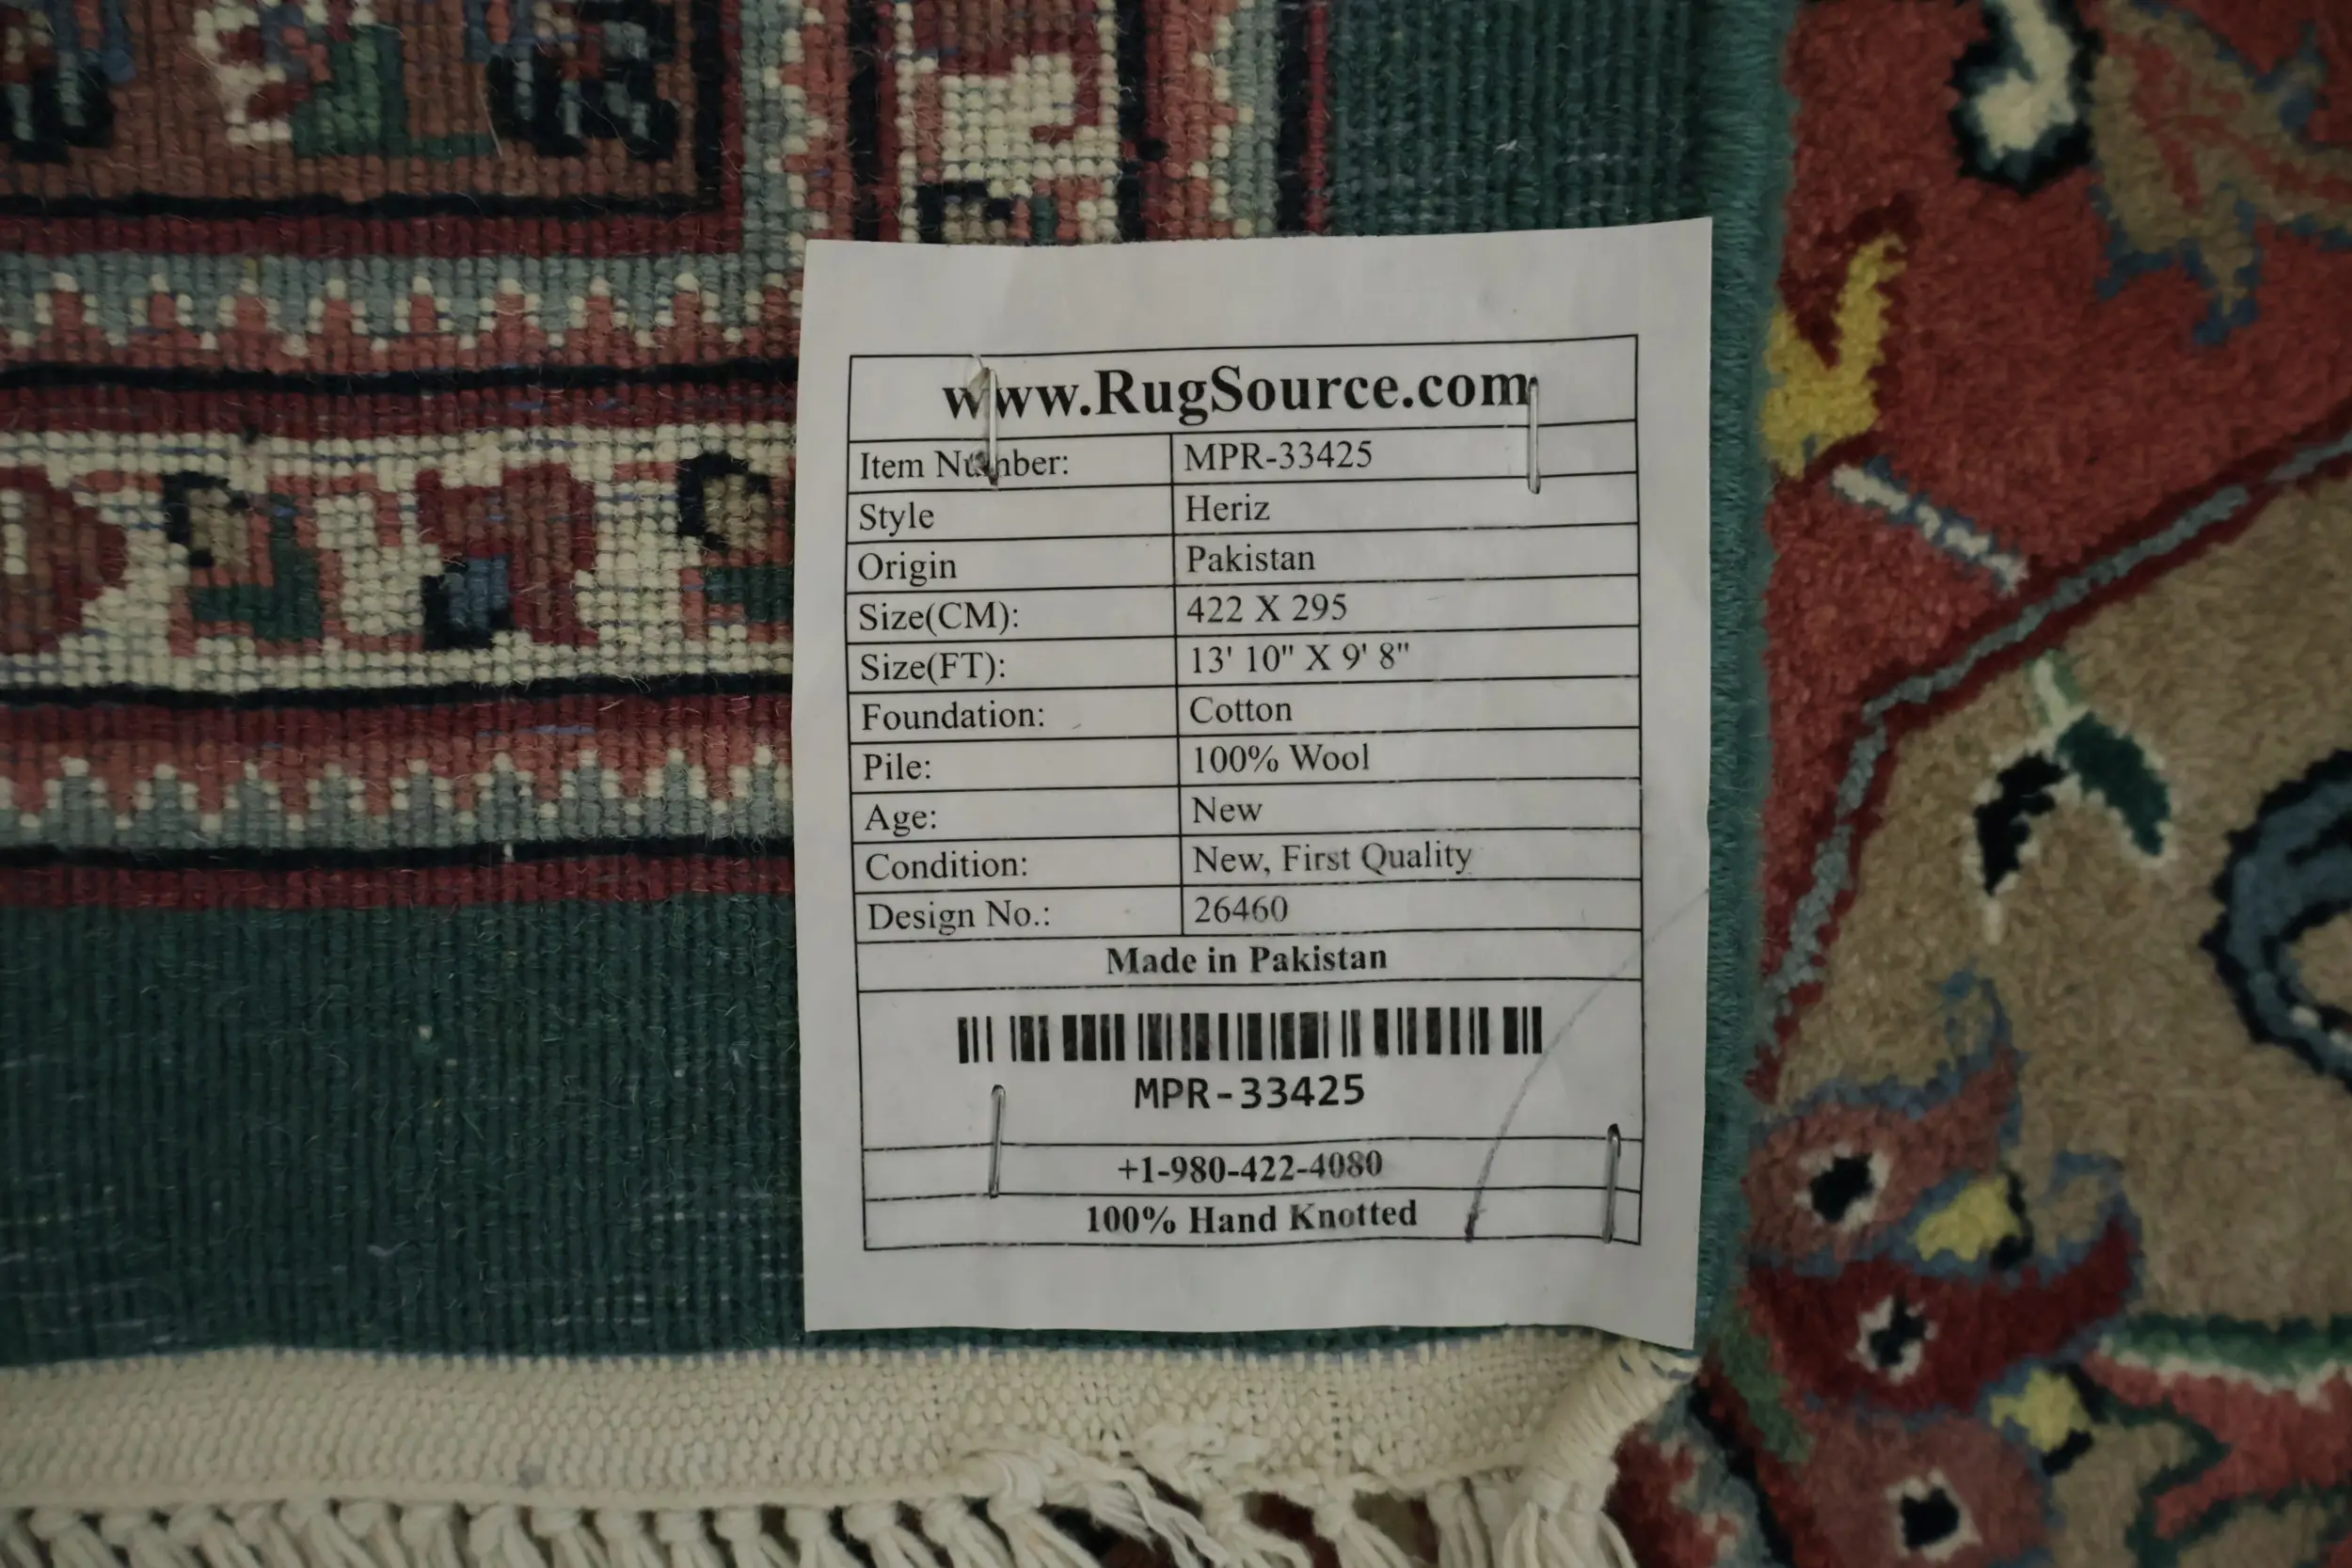 www.RugSource.com
Item Number: MPR-33425
Style Heriz
Origin Pakistan
Size(CM): 422 X 295
Size(FT): 13' 10" X 9' 8"
Foundation: Cotton
Pile: 100% Wool
Age: New
Condition: New, First Quality
Design No.: 26460
Made in Pakistan
MPR-33425
+1-980-422-4080
100% Hand Knotted